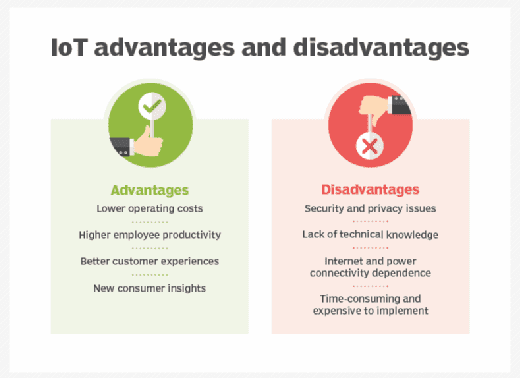 IoT advantages and disadvantages
Advantages
Lower operating costs
Higher employee productivity
Better customer experiences
New consumer insights
Disadvantages
Security and privacy issues
Lack of technical knowledge
Internet and power
connectivity dependence
Time-consuming and
expensive to implement